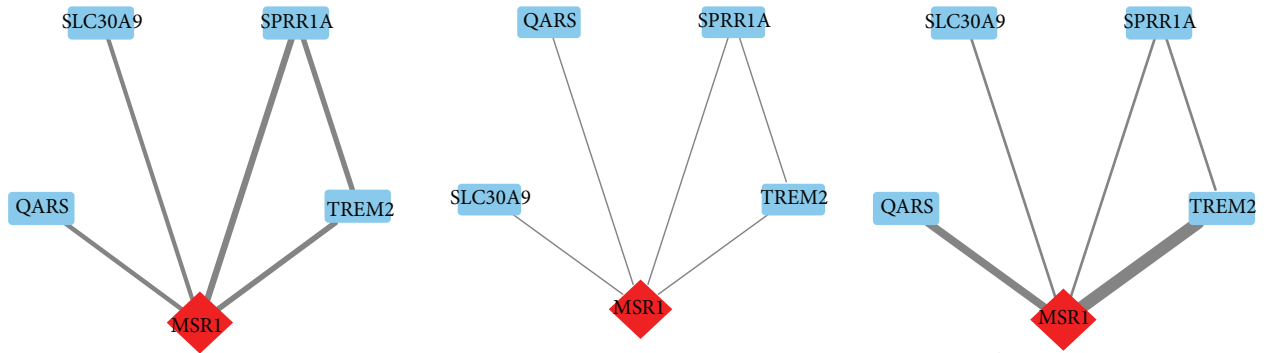 SLC30A9 SPRR1A
QARS TREM2
MSR1
QARS SPRR1A
SLC30A9 TREM2
MSR1
SLC30A9 SPRR1A
QARS TREM2
MSR1